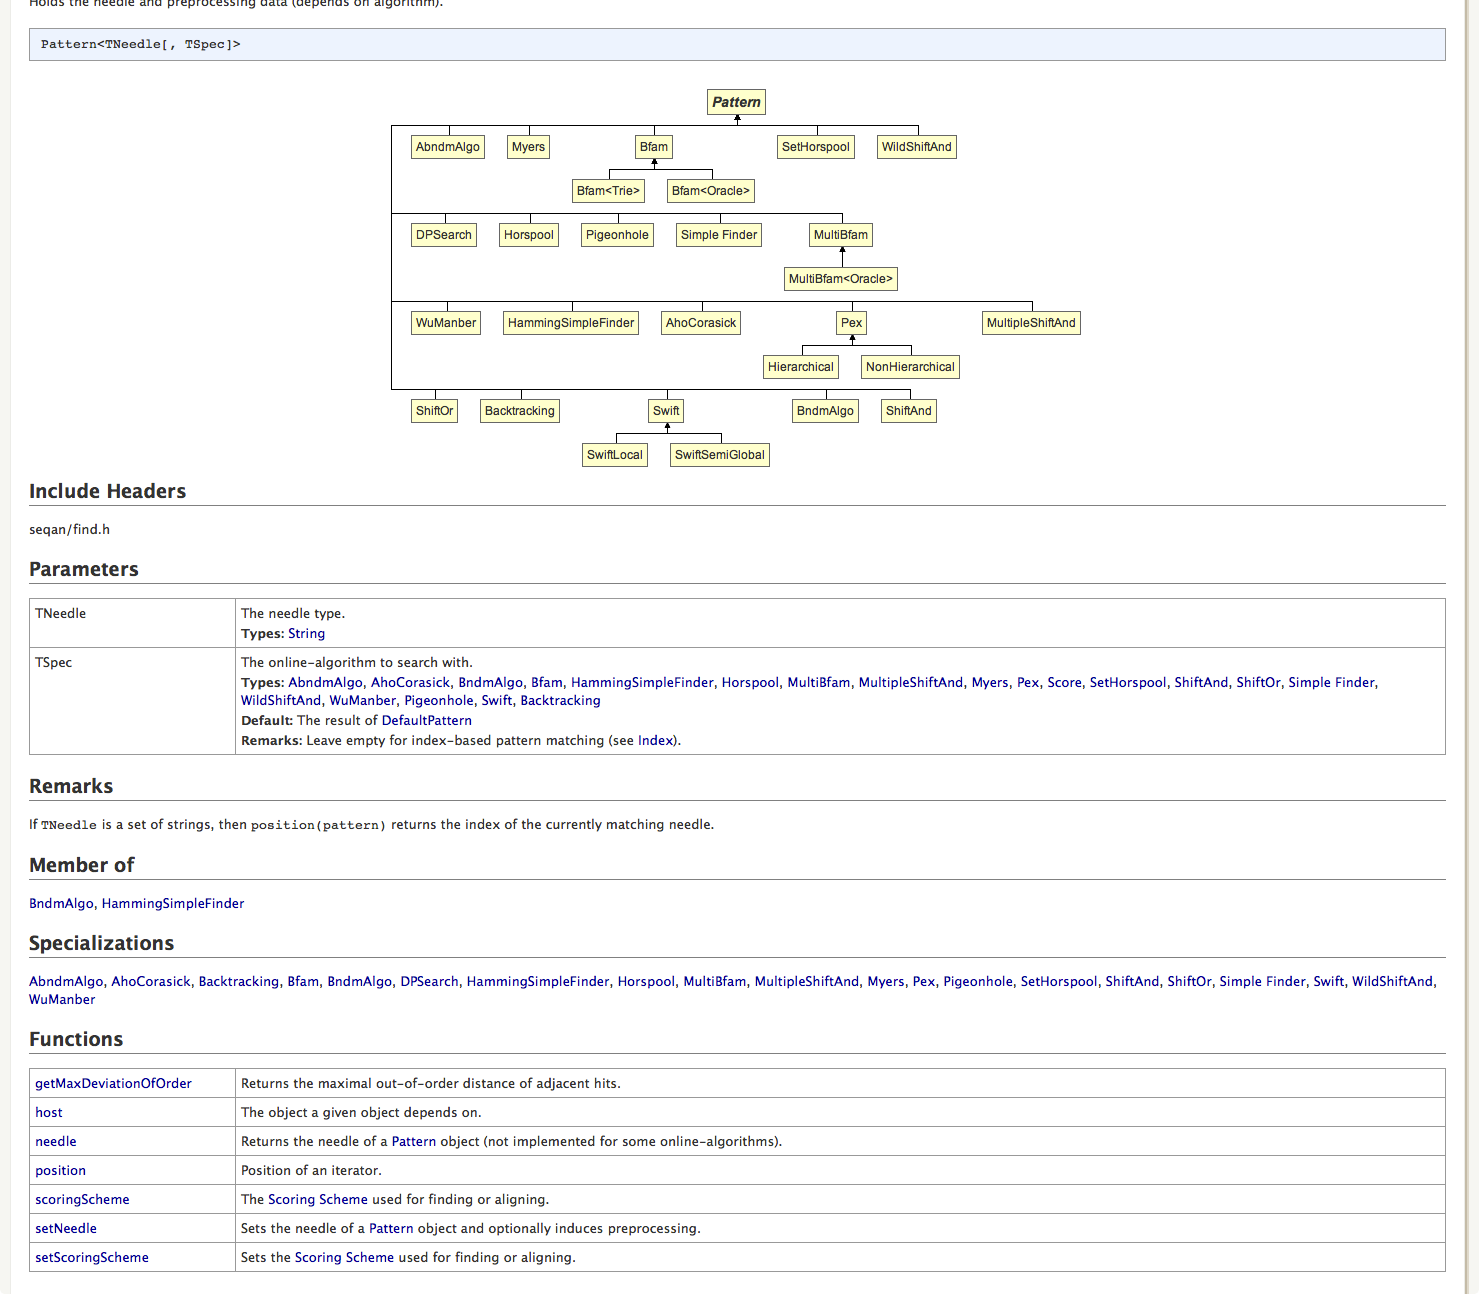 Holds the needle and preprocessing data (depends on algorithm).
Pattern<TNeedle[, TSpec]>
Pattern
AbndmAlgo Myers Bfam SetHorspool WildShiftAnd
Bfam<Trie> Bfam<Oracle>
DPSearch Horspool Pigeonhole Simple Finder MultiBfam
MultiBfam<Oracle>
WuManber HammingSimpleFinder AhoCorasick Pex MultipleShiftAnd
Hierarchical NonHierarchical
ShiftOr Backtracking Swift BndmAlgo ShiftAnd
SwiftLocal SwiftSemiGlobal
Include Headers
seqan/find.h
Parameters
TNeedle The needle type.
Types: String
TSpec The online-algorithm to search with.
Types: AbndmAlgo, AhoCorasick, BndmAlgo, Bfam, HammingSimpleFinder, Horspool, MultiBfam, MultipleShiftAnd, Myers, Pex, Score, SetHorspool, ShiftAnd, ShiftOr, Simple Finder,
WildShiftAnd, WuManber, Pigeonhole, Swift, Backtracking
Default: The result of DefaultPattern
Remarks: Leave empty for index-based pattern matching (see Index).
Remarks
If TNeedle is a set of strings, then position(pattern) returns the index of the currently matching needle.
Member of
BndmAlgo, HammingSimpleFinder
Specializations
AbndmAlgo, AhoCorasick, Backtracking, Bfam, BndmAlgo, DPSearch, HammingSimpleFinder, Horspool, MultiBfam, MultipleShiftAnd, Myers, Pex, Pigeonhole, SetHorspool, ShiftAnd, ShiftOr, Simple Finder, Swift, WildShiftAnd,
WuManber
Functions
getMaxDeviationOfOrder Returns the maximal out-of-order distance of adjacent hits.
host The object a given object depends on.
needle Returns the needle of a Pattern object (not implemented for some online-algorithms).
position Position of an iterator.
scoringScheme The Scoring Scheme used for finding or aligning.
setNeedle Sets the needle of a Pattern object and optionally induces preprocessing.
setScoringScheme Sets the Scoring Scheme used for finding or aligning.